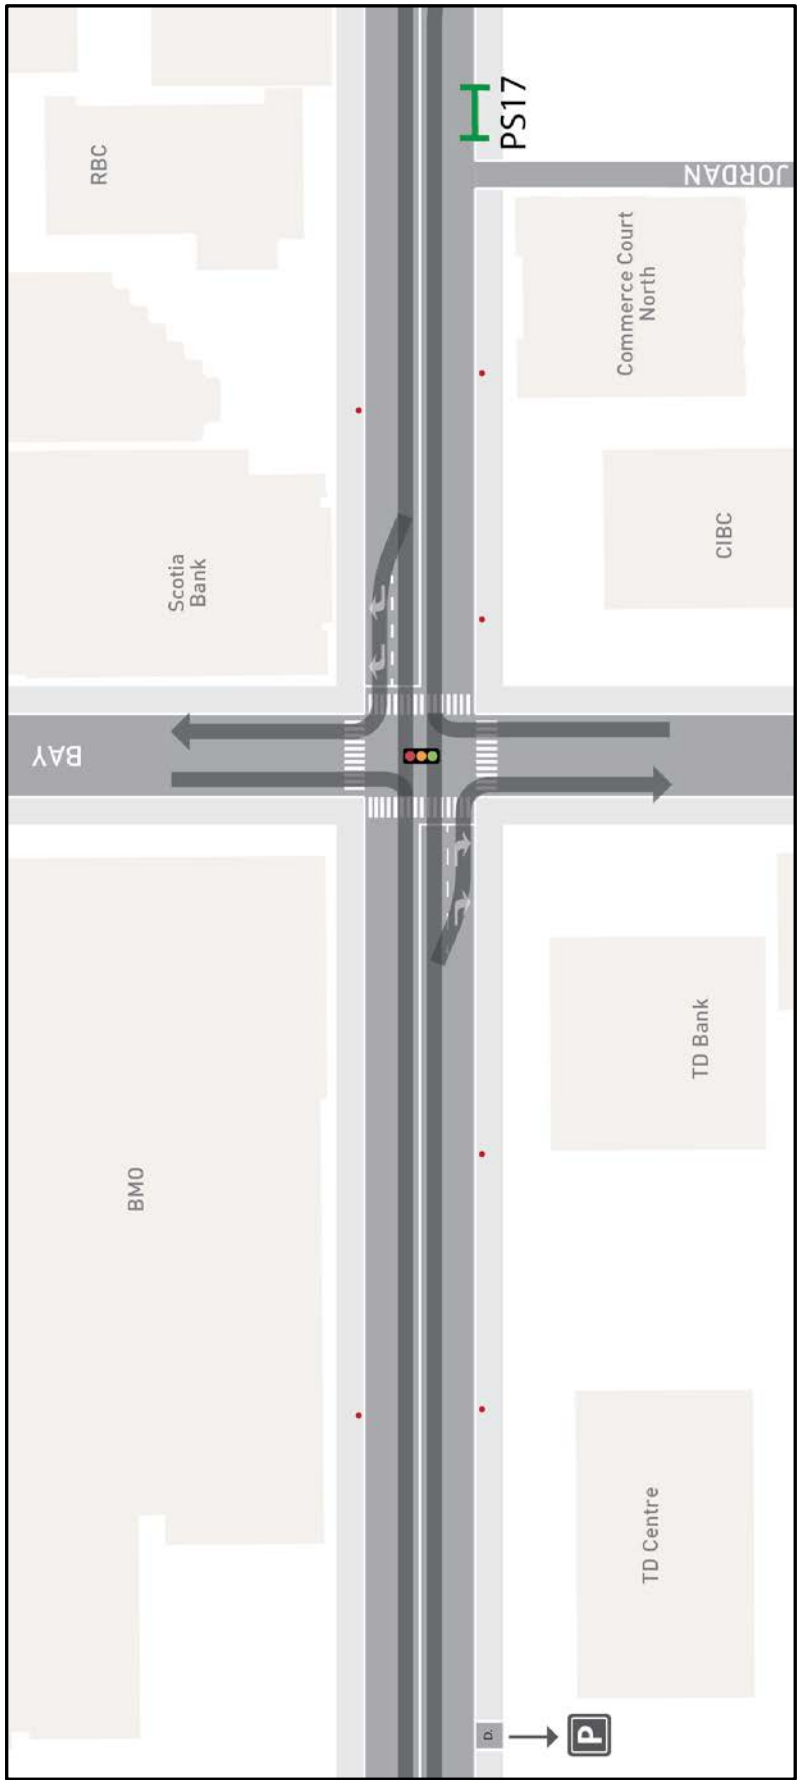 RBC
PS17
JORDAN
Commerce Court
North
Scotia
Bank
CIBC
BAY
TD Bank
BMO
TD Centre
D.
P